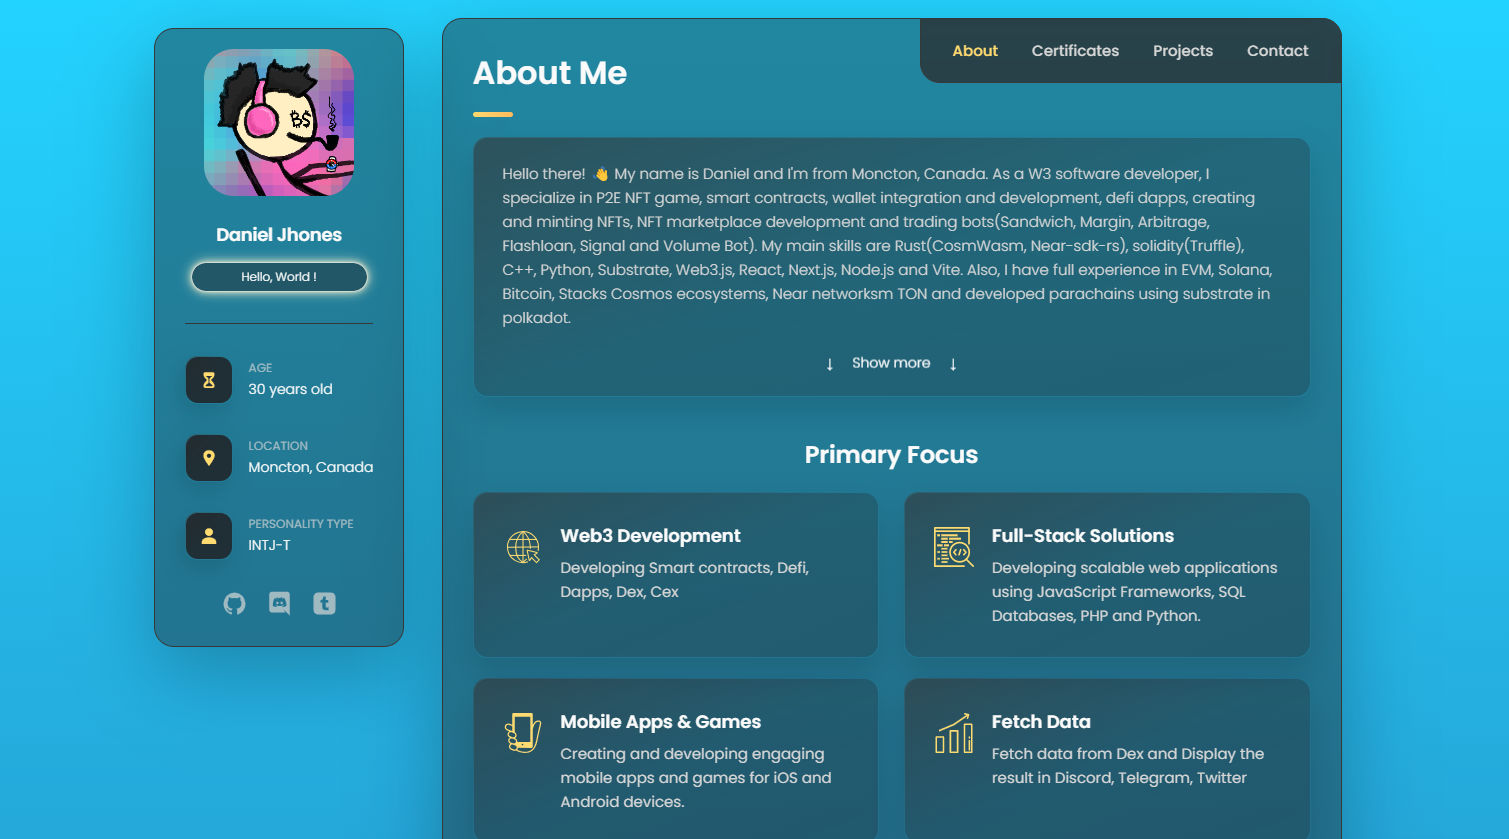 About Certificates Projects Contact
B$
Daniel Jhones
Hello, World !
AGE
30 years old
LOCATION
Moncton, Canada
PERSONALITY TYPE
INTJ-T
About Me
Hello there! 👋 My name is Daniel and I'm from Moncton, Canada. As a W3 software developer, I
specialize in P2E NFT game, smart contracts, wallet integration and development, defi dapps, creating
and minting NFTs, NFT marketplace development and trading bots(Sandwich, Margin, Arbitrage,
Flashloan, Signal and Volume Bot). My main skills are Rust(CosmWasm, Near-sdk-rs), solidity(Truffle),
C++, Python, Substrate, Web3.js, React, Next.js, Node.js and Vite. Also, I have full experience in EVM, Solana,
Bitcoin, Stacks Cosmos ecosystems, Near networksm TON and developed parachains using substrate in
polkadot.
↓ Show more ↓
Primary Focus
Web3 Development
Developing Smart contracts, Defi,
Dapps, Dex, Cex
Full-Stack Solutions
Developing scalable web applications
using JavaScript Frameworks, SQL
Databases, PHP and Python.
Mobile Apps & Games
Creating and developing engaging
mobile apps and games for iOS and
Android devices.
Fetch Data
Fetch data from Dex and Display the
result in Discord, Telegram, Twitter